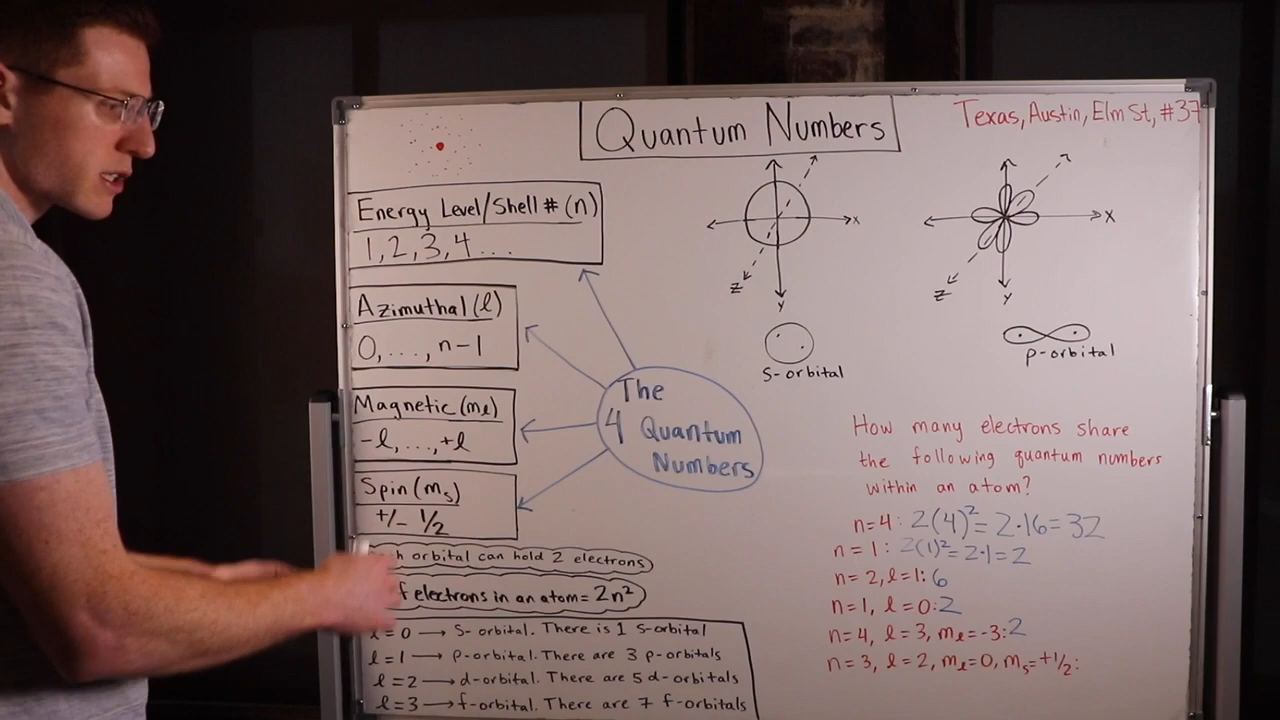 Quantum Numbers
Texas, Austin, Elm St, #37
Energy Level/Shell # (n)
1, 2, 3, 4 ...
Azimuthal (ℓ)
0, ..., n-1
Magnetic (mℓ)
-ℓ, ..., +ℓ
Spin (ms)
+/- 1/2
orbital can hold 2 electrons
electrons in an atom = 2n²
ℓ=0 → S-orbital. There is 1 S-orbital
ℓ=1 → p-orbital. There are 3 p-orbitals
ℓ=2 → d-orbital. There are 5 d-orbitals
ℓ=3 → f-orbital. There are 7 f-orbitals
The
4 Quantum
Numbers
x
z
y
S-orbital
x
z
y
p-orbital
How many electrons share
the following quantum numbers
within an atom?
n=4: 2(4)²=2·16=32
n=1: 2(1)²=2·1=2
n=2, ℓ=1: 6
n=1, ℓ=0: 2
n=4, ℓ=3, mℓ=-3: 2
n=3, ℓ=2, mℓ=0, ms=+1/2: